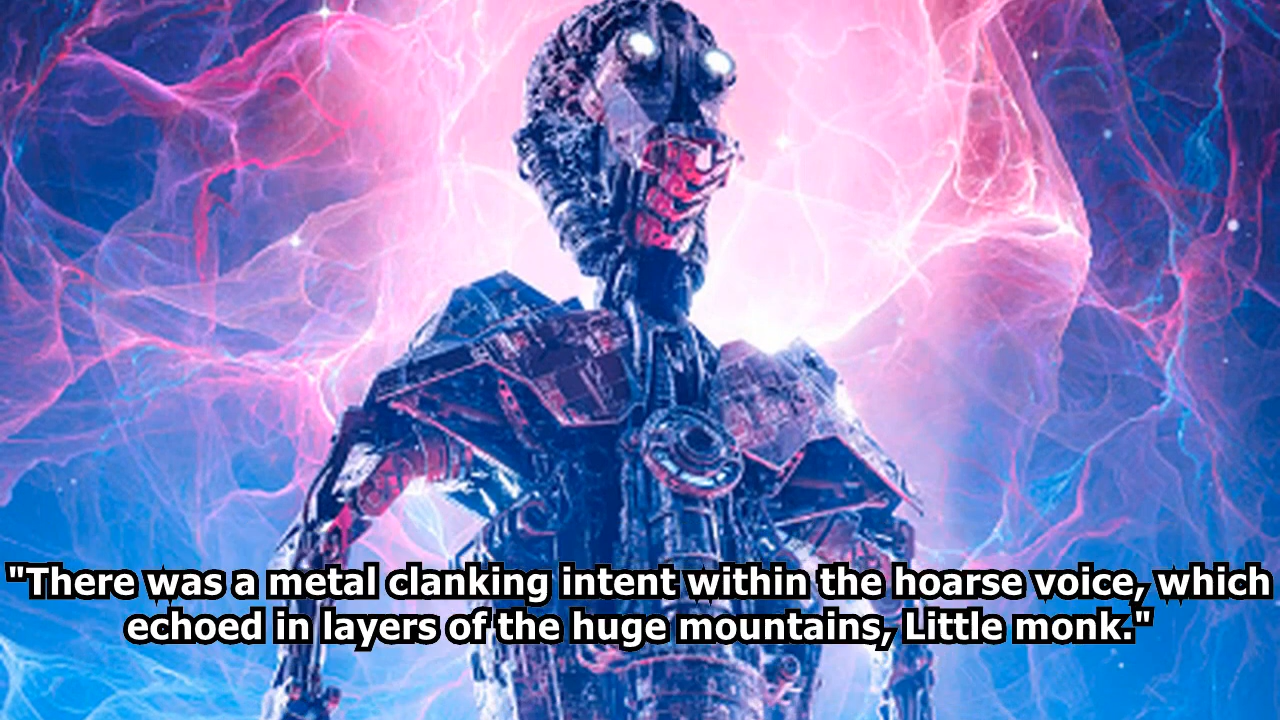 "There was a metal clanking intent within the hoarse voice, which
echoed in layers of the huge mountains, Little monk."